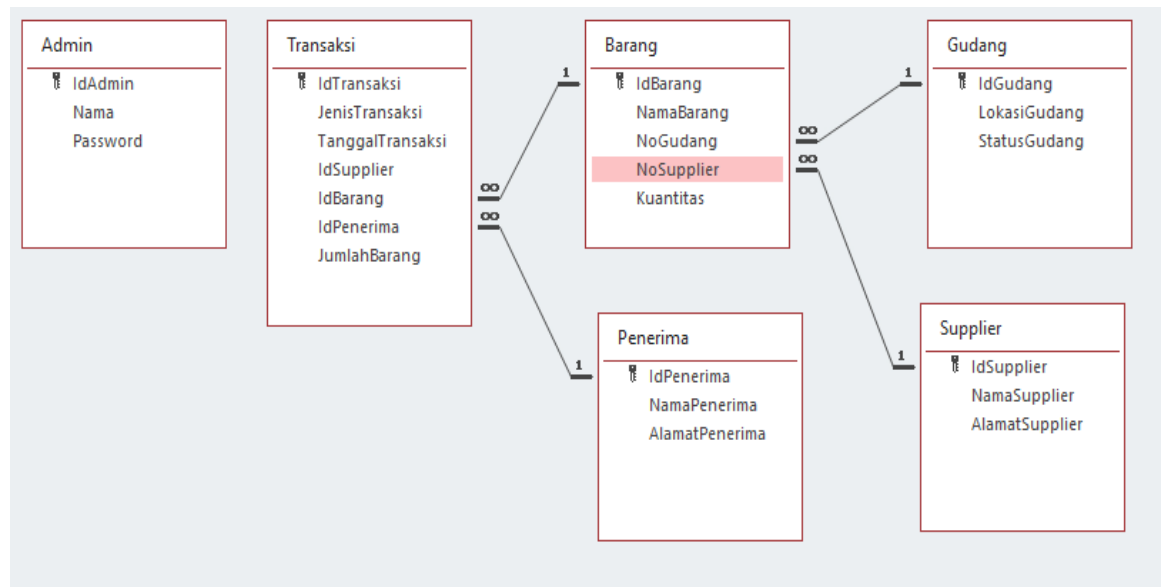 Admin
IdAdmin
Nama
Password
Transaksi
IdTransaksi
JenisTransaksi
TanggalTransaksi
IdSupplier
IdBarang
IdPenerima
JumlahBarang
∞
∞
1
1
Barang
IdBarang
NamaBarang
NoGudang
NoSupplier
Kuantitas
∞
∞
1
1
Gudang
IdGudang
LokasiGudang
StatusGudang
Penerima
IdPenerima
NamaPenerima
AlamatPenerima
Supplier
IdSupplier
NamaSupplier
AlamatSupplier